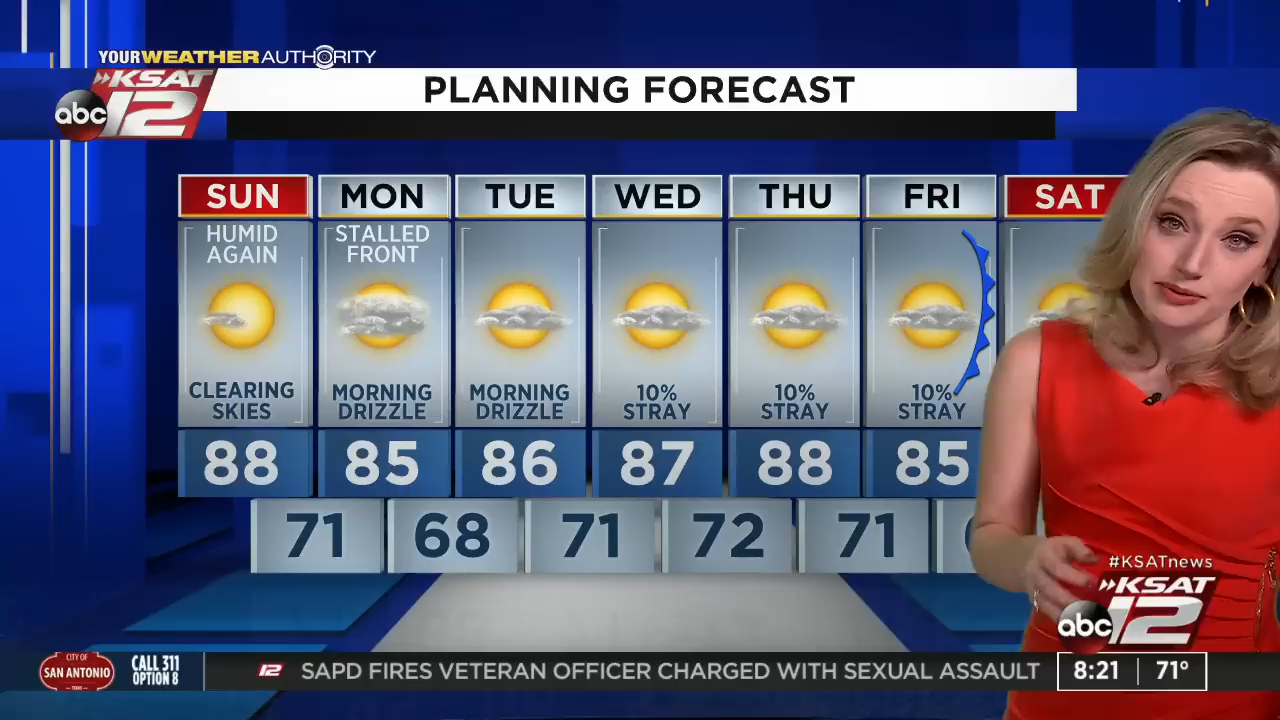 YOUR WEATHER AUTHORITY
KSAT
abc 12
PLANNING FORECAST
SUN MON TUE WED THU FRI SAT
HUMID AGAIN
STALLED FRONT
CLEARING SKIES
MORNING DRIZZLE
MORNING DRIZZLE
10% STRAY
10% STRAY
10% STRAY
88 85 86 87 88 85
71 68 71 72 71
#KSATnews
KSAT
abc 12
CITY OF
SAN ANTONIO
TEXAS
CALL 311
OPTION 8
12 SAPD FIRES VETERAN OFFICER CHARGED WITH SEXUAL ASSAULT
8:21 71°